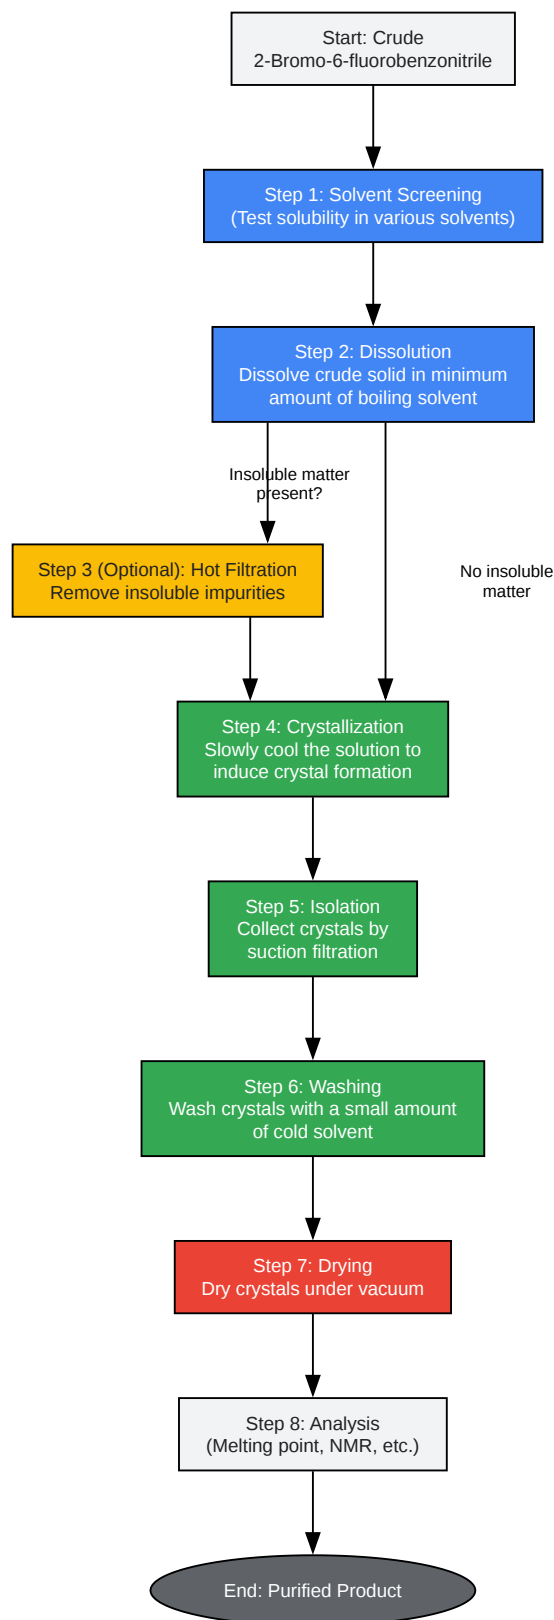 Start: Crude
2-Bromo-6-fluorobenzonitrile
Step 1: Solvent Screening
(Test solubility in various solvents)
Step 2: Dissolution
Dissolve crude solid in minimum
amount of boiling solvent
Insoluble matter
present?
Step 3 (Optional): Hot Filtration
Remove insoluble impurities
No insoluble
matter
Step 4: Crystallization
Slowly cool the solution to
induce crystal formation
Step 5: Isolation
Collect crystals by
suction filtration
Step 6: Washing
Wash crystals with a small amount
of cold solvent
Step 7: Drying
Dry crystals under vacuum
Step 8: Analysis
(Melting point, NMR, etc.)
End: Purified Product